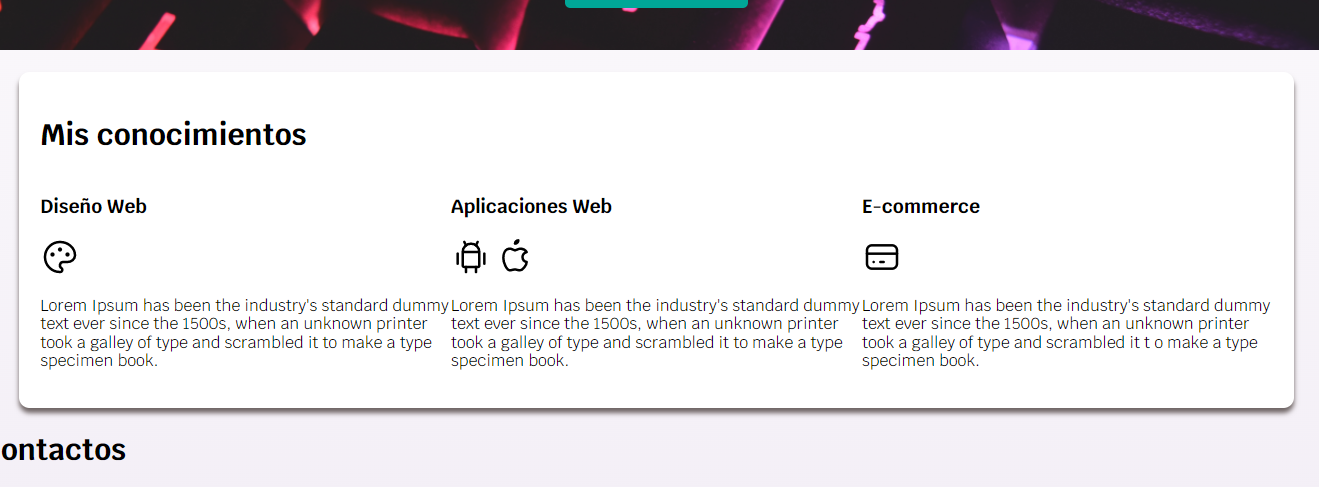 Mis conocimientos
Diseño Web
Lorem Ipsum has been the industry's standard dummy
text ever since the 1500s, when an unknown printer
took a galley of type and scrambled it to make a type
specimen book.
Aplicaciones Web
Lorem Ipsum has been the industry's standard dummy
text ever since the 1500s, when an unknown printer
took a galley of type and scrambled it to make a type
specimen book.
E-commerce
Lorem Ipsum has been the industry's standard dummy
text ever since the 1500s, when an unknown printer
took a galley of type and scrambled it t o make a type
specimen book.
ontactos